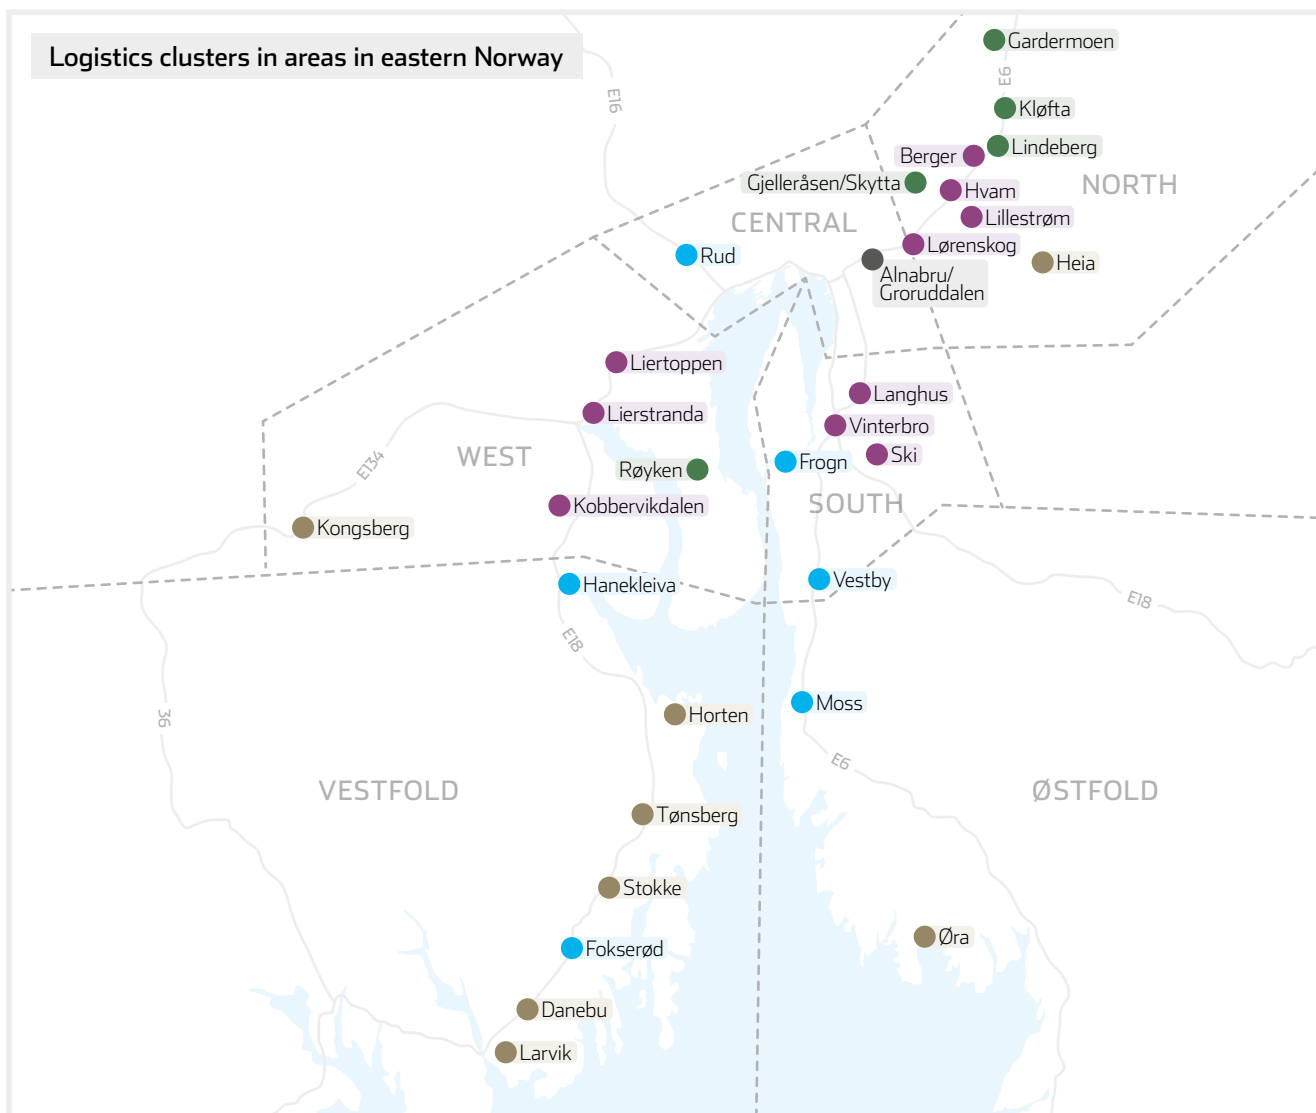 Logistics clusters in areas in eastern Norway
Gardermoen
E6
E16
Kløfta
Lindeberg
Berger
Gjelleråsen/Skytta
NORTH
Hvam
Lillestrøm
CENTRAL
Lørenskog
Rud
Heia
Alnabru/
Groruddalen
Liertoppen
Langhus
Lierstranda
Vinterbro
WEST
Ski
Frogn
E134
Røyken
SOUTH
Kobbervikdalen
Kongsberg
Hanekleiva
Vestby
E18
E18
Moss
Horten
36
E6
VESTFOLD
ØSTFOLD
Tønsberg
Stokke
Øra
Fokserød
Danebu
Larvik